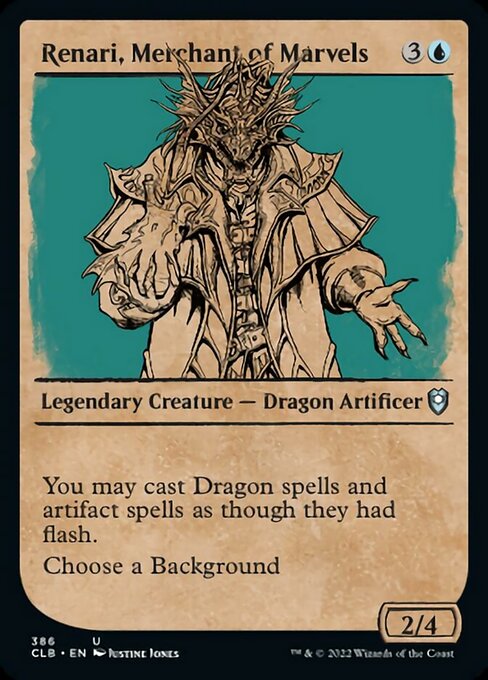 Renari, Merchant of Marvels 3
Legendary Creature — Dragon Artificer
You may cast Dragon spells and
artifact spells as though they had
flash.
Choose a Background
2/4
386 U
CLB • EN Justine Jones
™ & © 2022 Wizards of the Coast